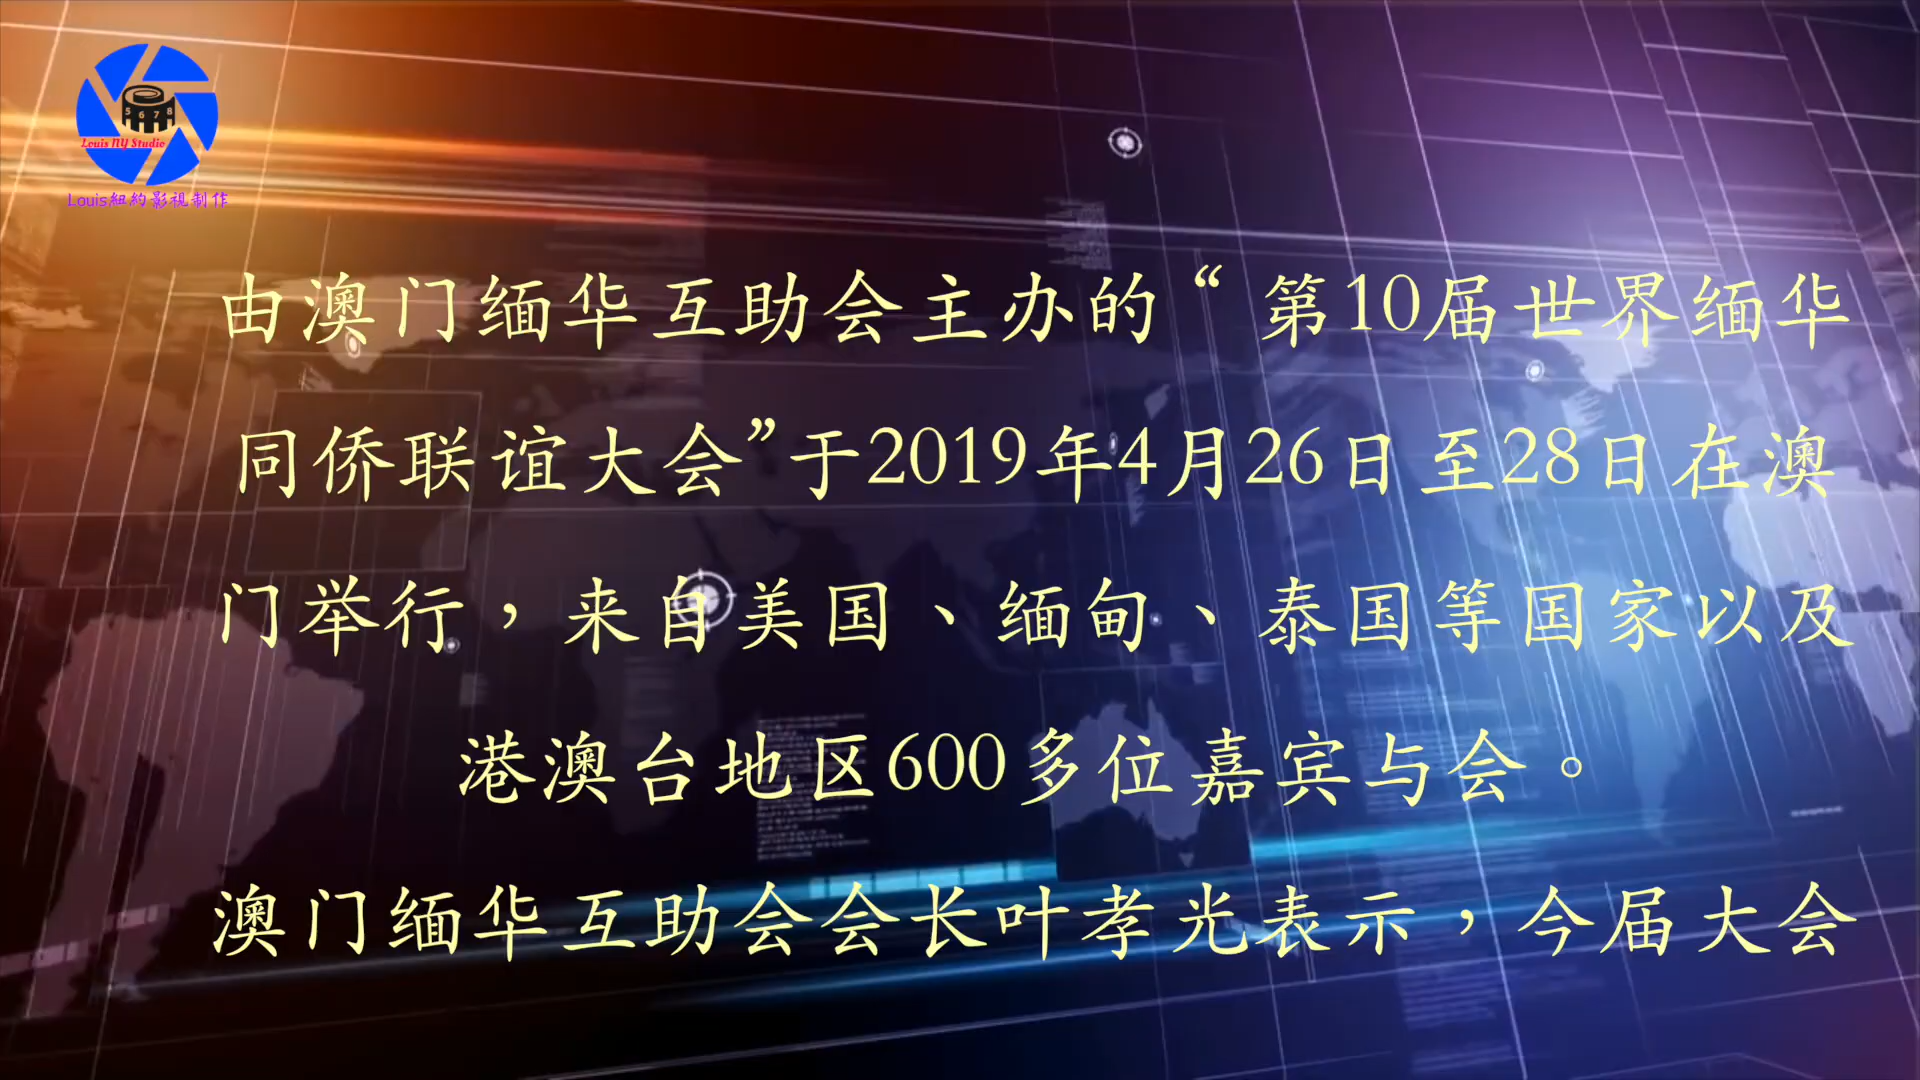 5678
Louis NY Studio
Louis紐約影視制作
由澳门缅华互助会主办的“第10届世界缅华
同侨联谊大会”于2019年4月26日至28日在澳
门举行，来自美国、缅甸、泰国等国家以及
港澳台地区600多位嘉宾与会。
澳门缅华互助会会长叶孝光表示，今届大会